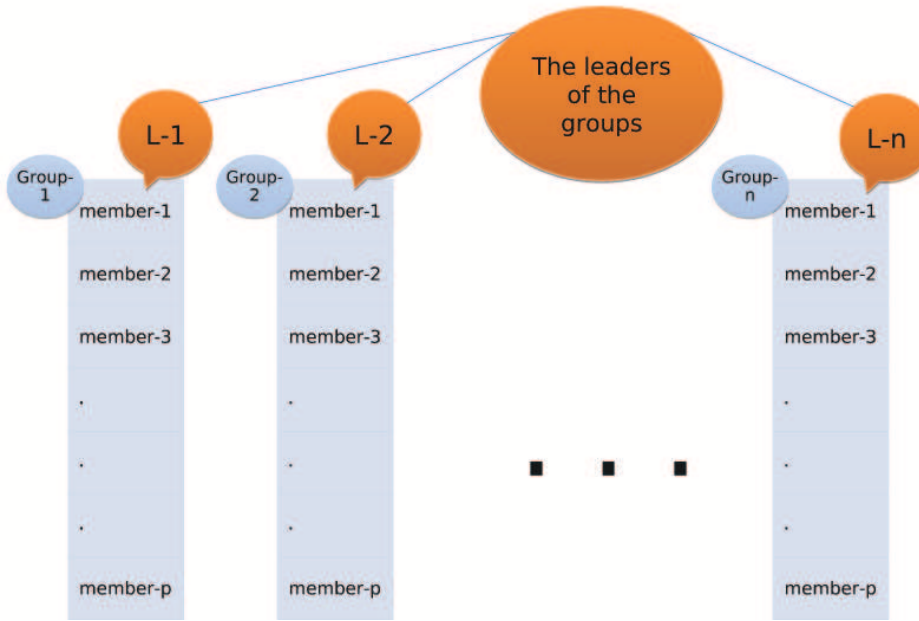 The leaders
of the
groups
L-1
L-2
L-n
Group-
1
Group-
2
Group-
n
member-1
member-2
member-3
.
.
.
member-p
member-1
member-2
member-3
.
.
.
member-p
. . .
member-1
member-2
member-3
.
.
.
member-p